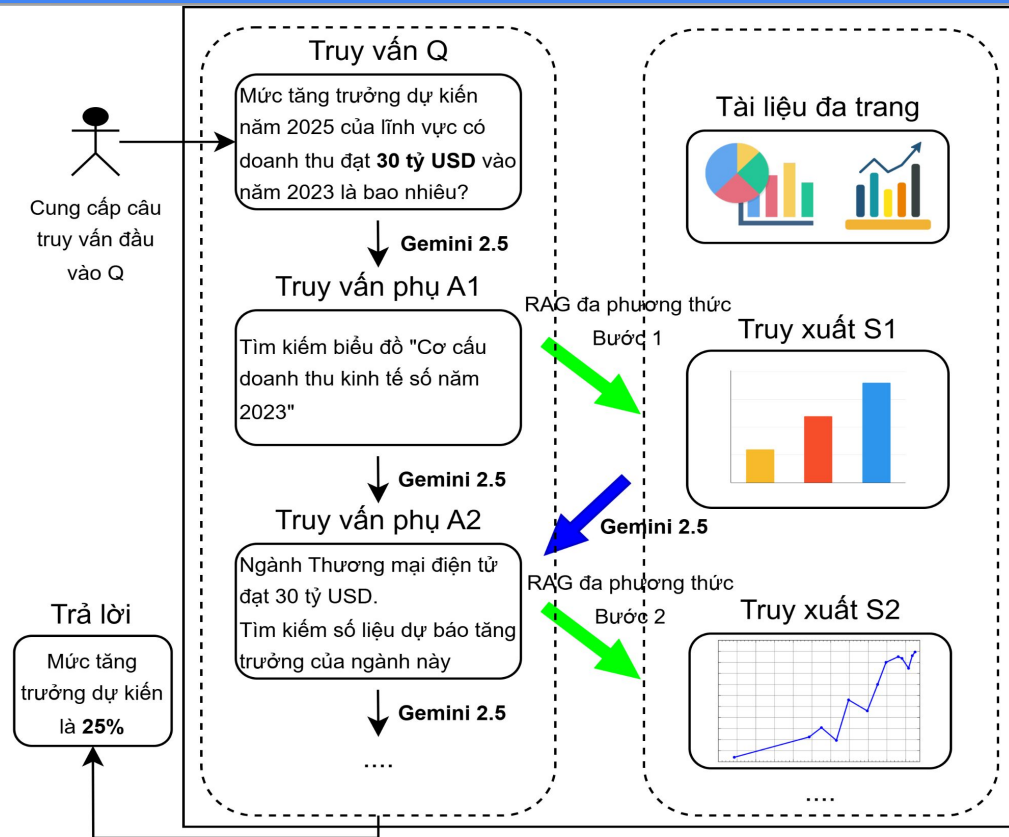 Truy vấn Q
Mức tăng trưởng dự kiến
năm 2025 của lĩnh vực có
doanh thu đạt 30 tỷ USD vào
năm 2023 là bao nhiêu?
Cung cấp câu
truy vấn đầu
vào Q
Gemini 2.5
Truy vấn phụ A1
Tìm kiếm biểu đồ "Cơ cấu
doanh thu kinh tế số năm
2023"
Gemini 2.5
Truy vấn phụ A2
Ngành Thương mại điện tử
đạt 30 tỷ USD.
Tìm kiếm số liệu dự báo tăng
trưởng của ngành này
Gemini 2.5
....
Tài liệu đa trang
RAG đa phương thức
Bước 1
Truy xuất S1
Gemini 2.5
RAG đa phương thức
Bước 2
Truy xuất S2
....
Trả lời
Mức tăng
trưởng dự kiến
là 25%